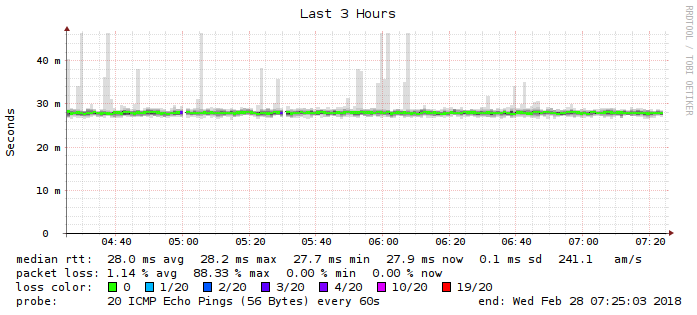 Last 3 Hours
RRDTOOL / TOBI OETIKER
Seconds
40 m
30 m
20 m
10 m
0
04:40 05:00 05:20 05:40 06:00 06:20 06:40 07:00 07:20
median rtt: 28.0 ms avg 28.2 ms max 27.7 ms min 27.9 ms now 0.1 ms sd 241.1 am/s
packet loss: 1.14 % avg 88.33 % max 0.00 % min 0.00 % now
loss color: 0 1/20 2/20 3/20 4/20 10/20 19/20
probe: 20 ICMP Echo Pings (56 Bytes) every 60s end: Wed Feb 28 07:25:03 2018